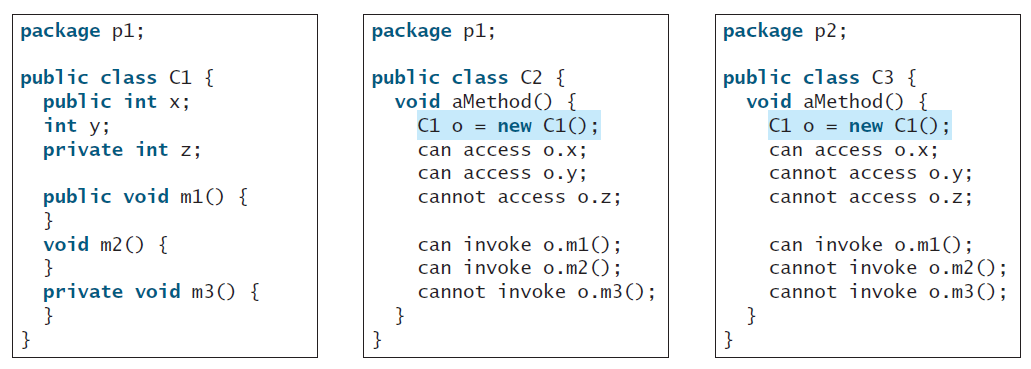 package p1;
public class C1 {
public int x;
int y;
private int z;
public void m1() {
}
void m2() {
}
private void m3() {
}
}
package p1;
public class C2 {
void aMethod() {
C1 o = new C1();
can access o.x;
can access o.y;
cannot access o.z;
can invoke o.m1();
can invoke o.m2();
cannot invoke o.m3();
}
}
package p2;
public class C3 {
void aMethod() {
C1 o = new C1();
can access o.x;
cannot access o.y;
cannot access o.z;
can invoke o.m1();
cannot invoke o.m2();
cannot invoke o.m3();
}
}